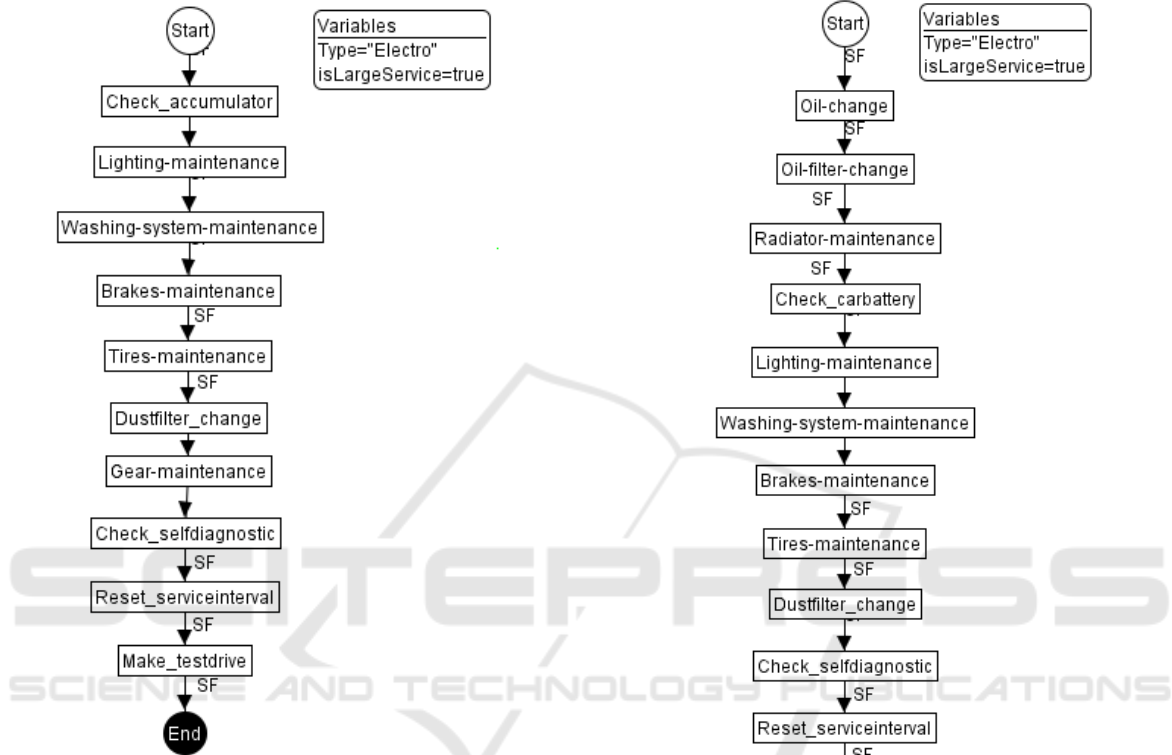 Start
Variables
Type="Electro"
isLargeService=true
Check_accumulator
Lighting-maintenance
Washing-system-maintenance
Brakes-maintenance
SF
Tires-maintenance
SF
Dustfilter_change
Gear-maintenance
Check_selfdiagnostic
SF
Reset_serviceinterval
SF
Make_testdrive
SF
End
Start
Variables
Type="Electro"
isLargeService=true
SF
Oil-change
SF
Oil-filter-change
SF
Radiator-maintenance
SF
Check_carbattery
Lighting-maintenance
Washing-system-maintenance
Brakes-maintenance
SF
Tires-maintenance
SF
Dustfilter_change
Check_selfdiagnostic
SF
Reset_serviceinterval
SF
SCITEPRESS
SCIENCE AND TECHNOLOGY PUBLICATIONS